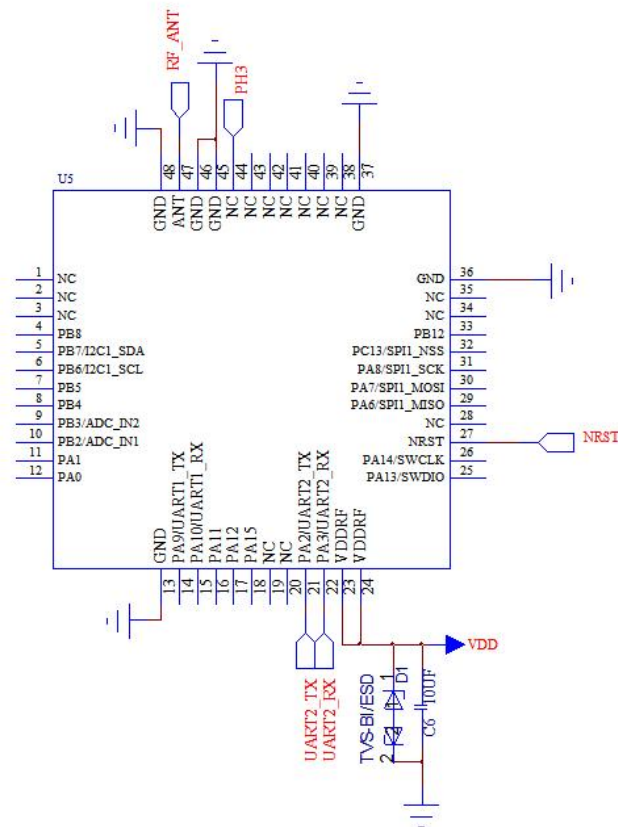 RF_ANT
PH3
U5
48
47
46
45
44
43
42
41
40
39
38
37
GND
ANT
GND
GND
NC
NC
NC
NC
NC
NC
NC
GND
1 NC
2 NC
3 NC
4 PB8
5 PB7/I2C1_SDA
6 PB6/I2C1_SCL
7 PB5
8 PB4
9 PB3/ADC_IN2
10 PB2/ADC_IN1
11 PA1
12 PA0
GND 36
NC 35
NC 34
PB12 33
PC13/SPI1_NSS 32
PA8/SPI1_SCK 31
PA7/SPI1_MOSI 30
PA6/SPI1_MISO 29
NC 28
NRST 27
PA14/SWCLK 26
PA13/SWDIO 25
NRST
GND
PA9/UART1_TX
PA10/UART1_RX
PA11
PA12
PA15
NC
NC
PA2/UART2_TX
PA3/UART2_RX
VDDRF
VDDRF
13
14
15
16
17
18
19
20
21
22
23
24
UART2_TX
UART2_RX
VDD
TVS-BI/ESD
D1
1
2
C6 10UF